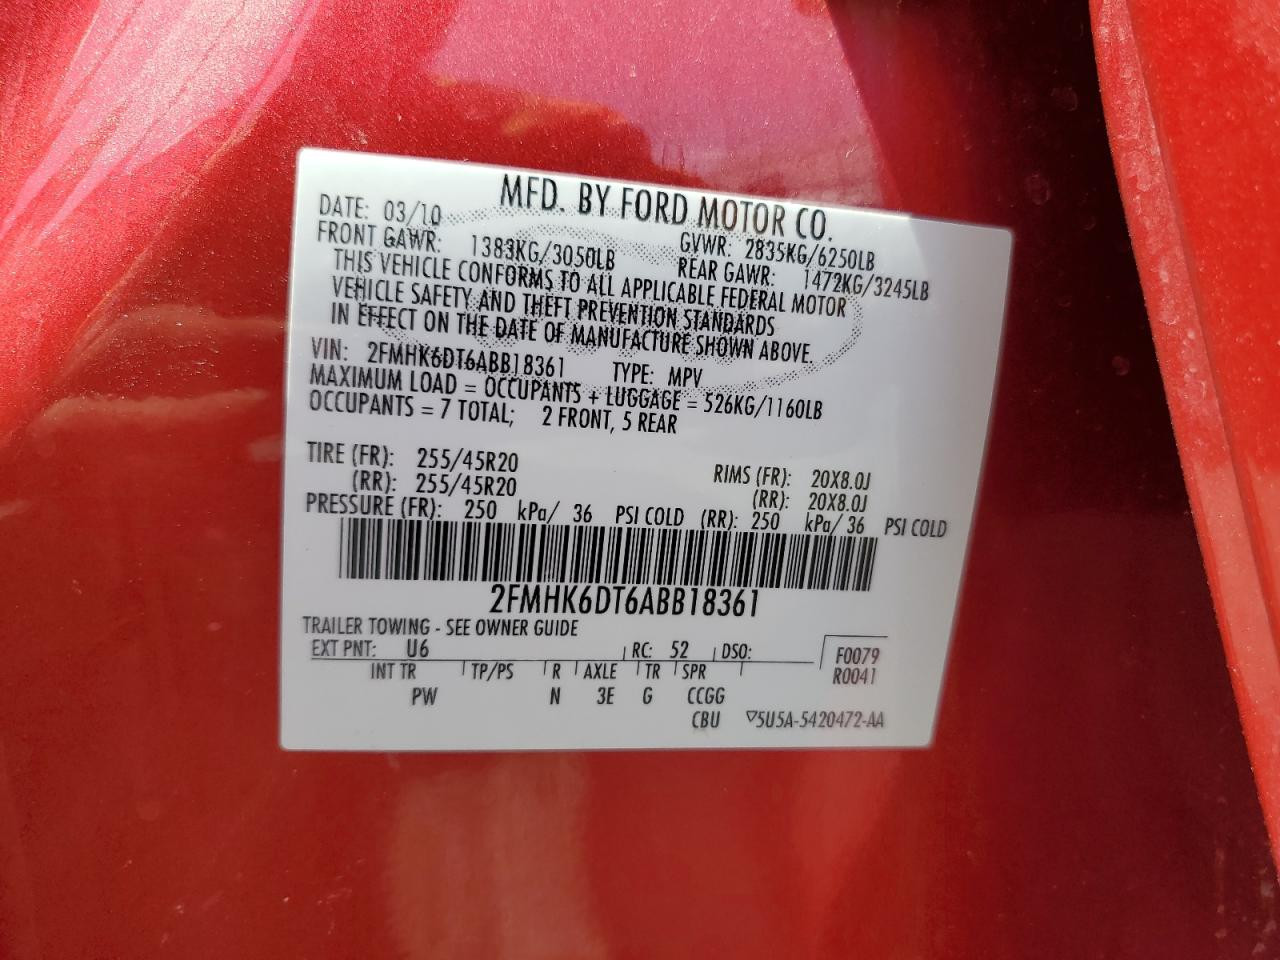 MFD. BY FORD MOTOR CO.
DATE: 03/10 GVWR: 2835KG/6250LB
FRONT GAWR: 1383KG/3050LB REAR GAWR: 1472KG/3245LB
THIS VEHICLE CONFORMS TO ALL APPLICABLE FEDERAL MOTOR
VEHICLE SAFETY AND THEFT PREVENTION STANDARDS
IN EFFECT ON THE DATE OF MANUFACTURE SHOWN ABOVE.
VIN: 2FMHK6DT6ABB18361 TYPE: MPV
MAXIMUM LOAD = OCCUPANTS + LUGGAGE = 526KG/1160LB
OCCUPANTS = 7 TOTAL; 2 FRONT, 5 REAR
TIRE (FR): 255/45R20 RIMS (FR): 20X8.0J
(RR): 255/45R20 (RR): 20X8.0J
PRESSURE (FR): 250 kPa/ 36 PSI COLD (RR): 250 kPa/ 36 PSI COLD
2FMHK6DT6ABB18361
TRAILER TOWING - SEE OWNER GUIDE
EXT PNT: U6 RC: 52 DSO: F0079
INT TR TP/PS R AXLE TR SPR R0041
PW N 3E G CCGG
CBU ▽5U5A-5420472-AA